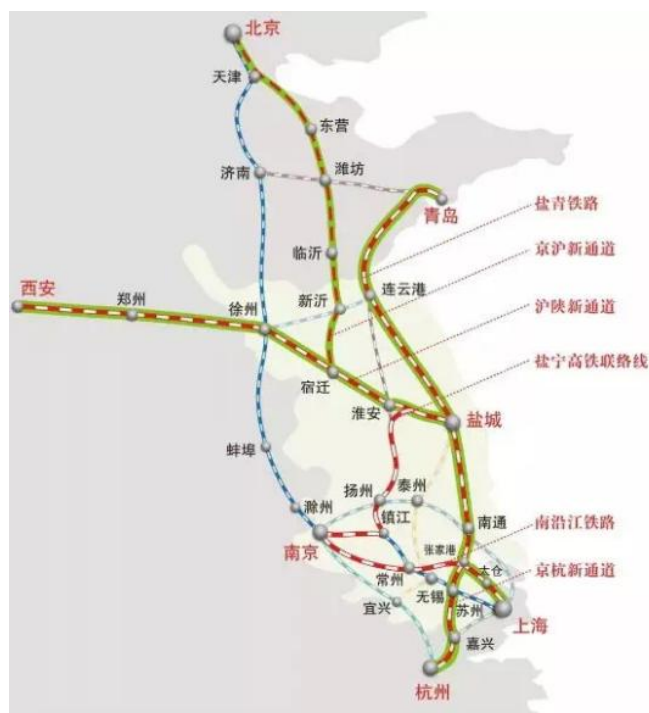 北京
天津
东营
济南
潍坊
青岛
盐青铁路
临沂
京沪新通道
西安
郑州
徐州
新沂
连云港
沪陕新通道
宿迁
盐宁高铁联络线
淮安
盐城
蚌埠
扬州
泰州
滁州
镇江
南通
南京
张家港
南沿江铁路
常州
太仓
京杭新通道
无锡
宜兴
苏州
上海
嘉兴
杭州